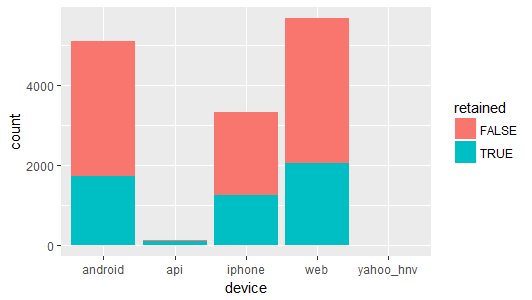 count
4000
2000
0
android
api
iphone
web
yahoo_hnv
device
retained
FALSE
TRUE